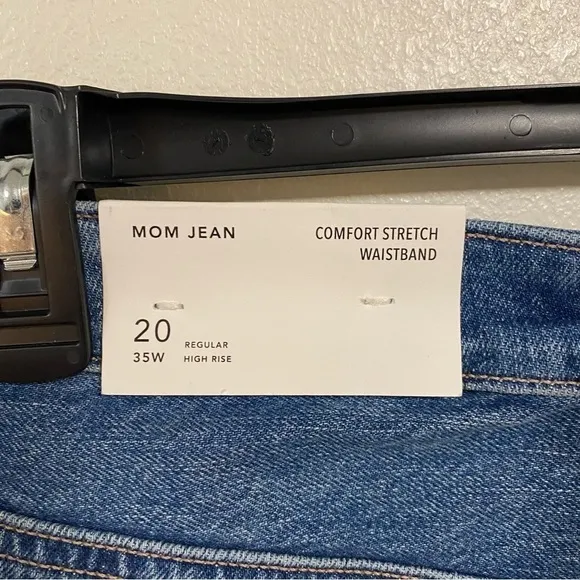 MOM JEAN
COMFORT STRETCH
WAISTBAND
20 REGULAR
35W HIGH RISE